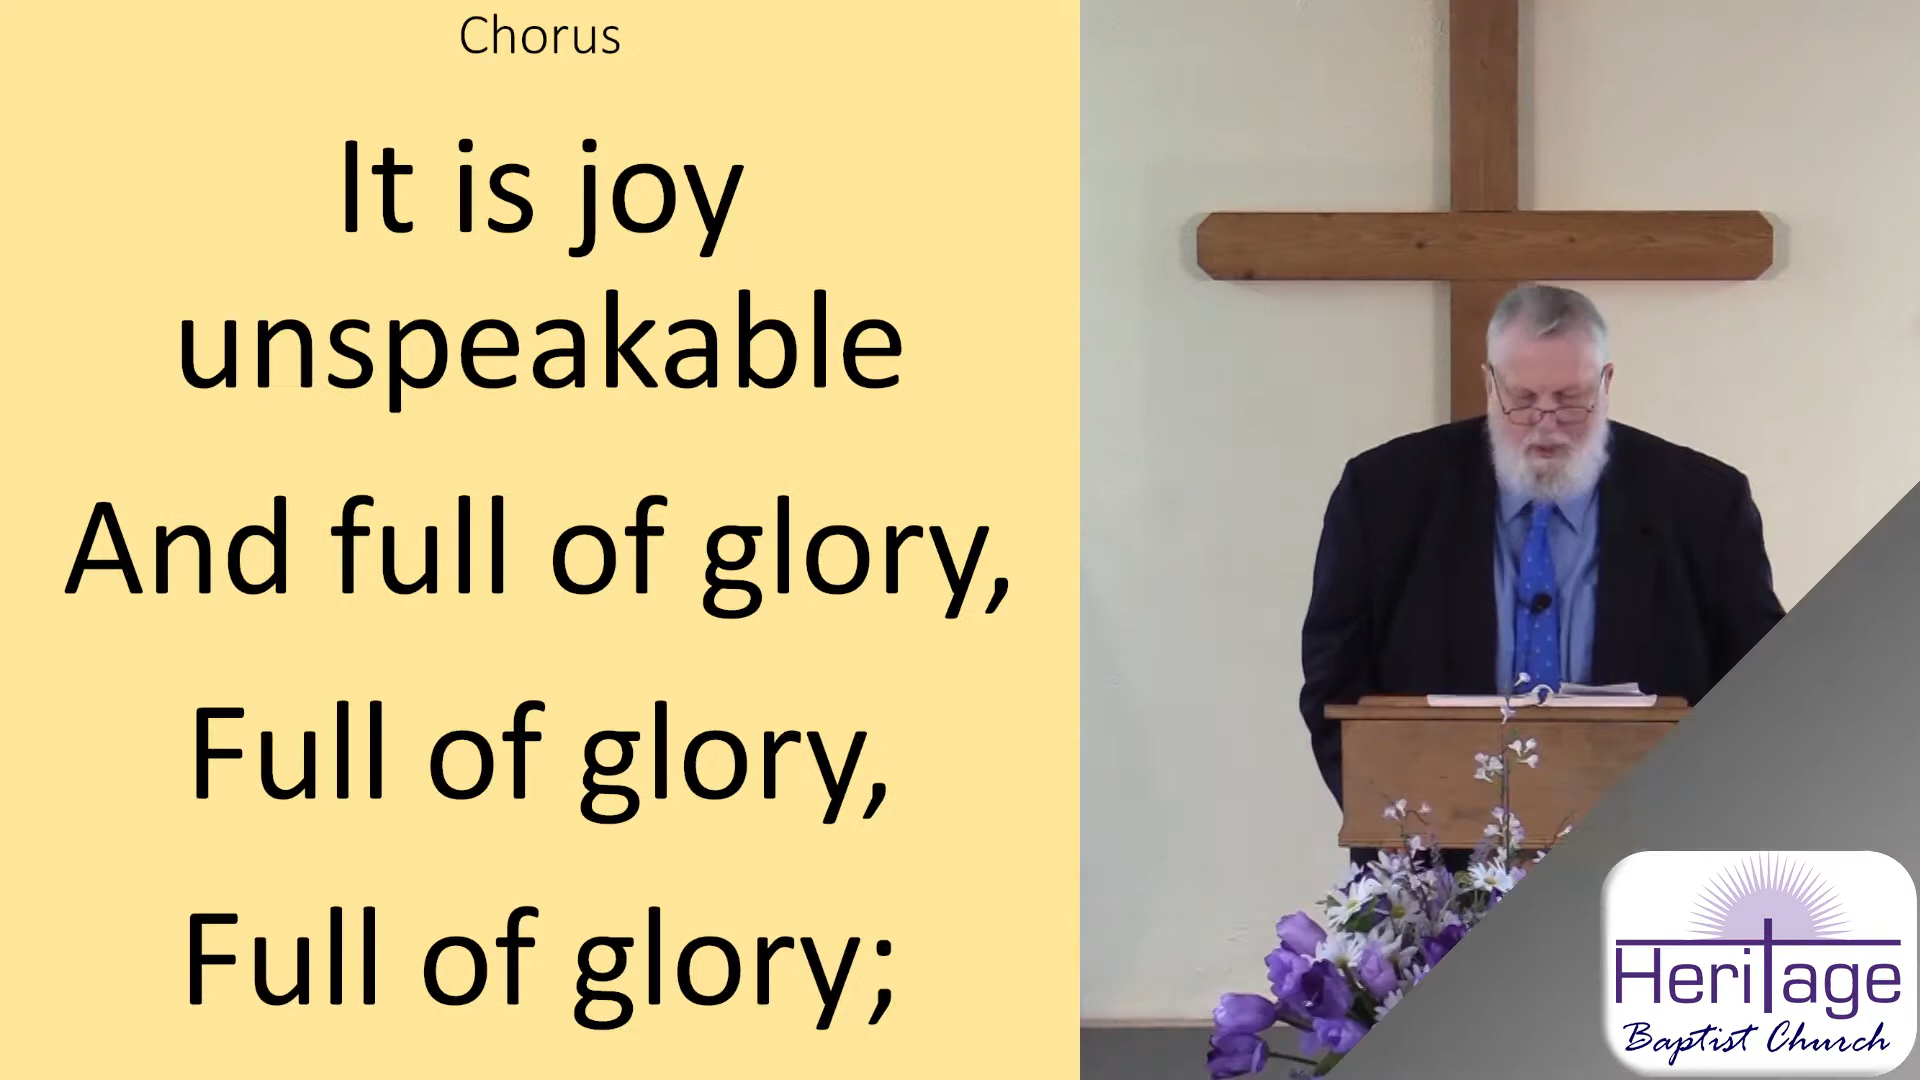 Chorus
It is joy
unspeakable
And full of glory,
Full of glory,
Full of glory;
Heritage
Baptist Church